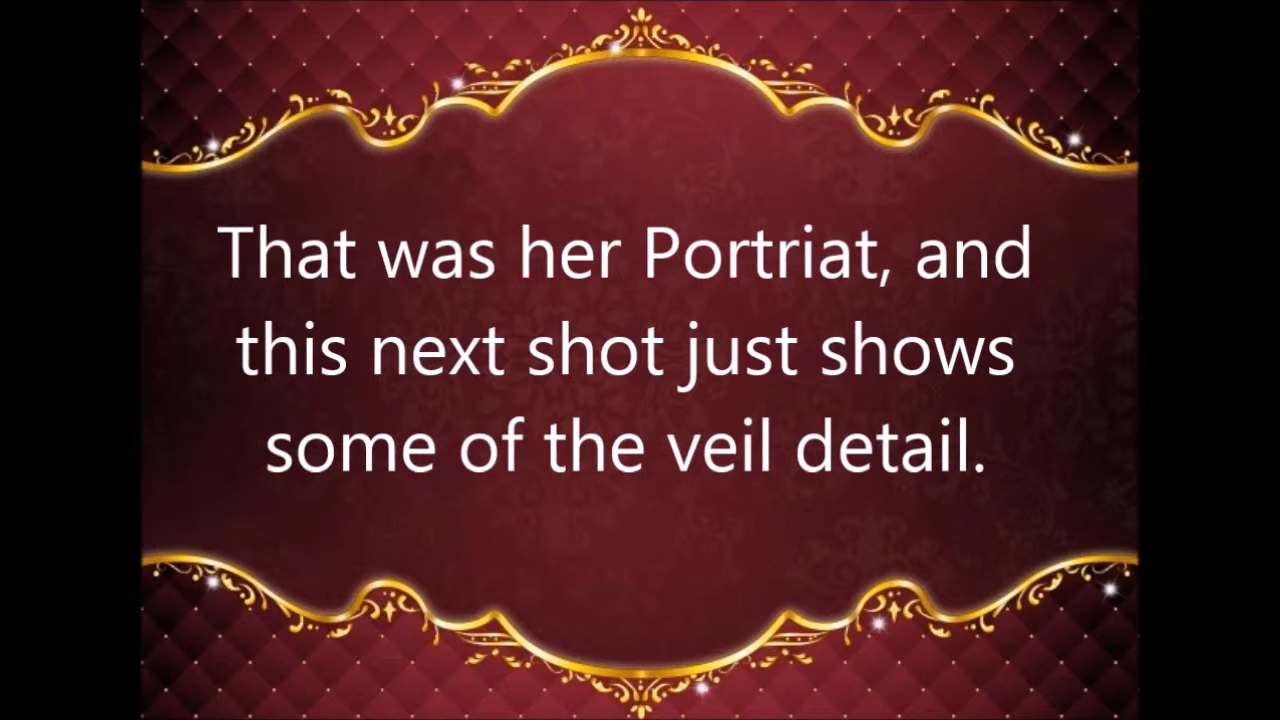 That was her Portriat, and
this next shot just shows
some of the veil detail.